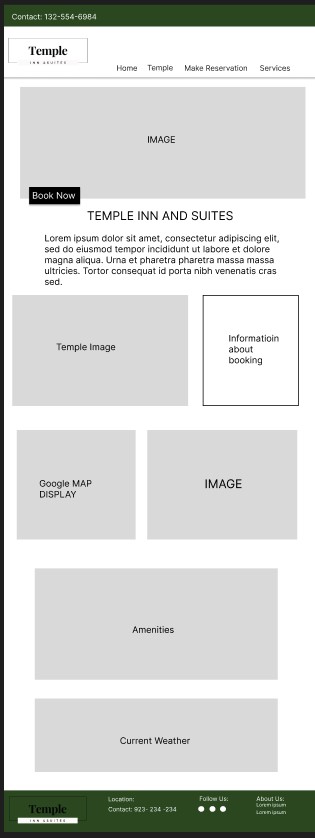 Contact: 132-554-6984
Temple
INN &SUITES
Home Temple Make Reservation Services
IMAGE
Book Now
TEMPLE INN AND SUITES
Lorem ipsum dolor sit amet, consectetur adipiscing elit,
sed do eiusmod tempor incididunt ut labore et dolore
magna aliqua. Urna et pharetra pharetra massa massa
ultricies. Tortor consequat id porta nibh venenatis cras
sed.
Temple Image
Informatioin
about
booking
Google MAP
DISPLAY
IMAGE
Amenities
Current Weather
Temple
INN &SUITES
Location:
Contact: 923- 234 -234
Follow Us:
About Us:
Lorem ipsum
Lorem ipsum